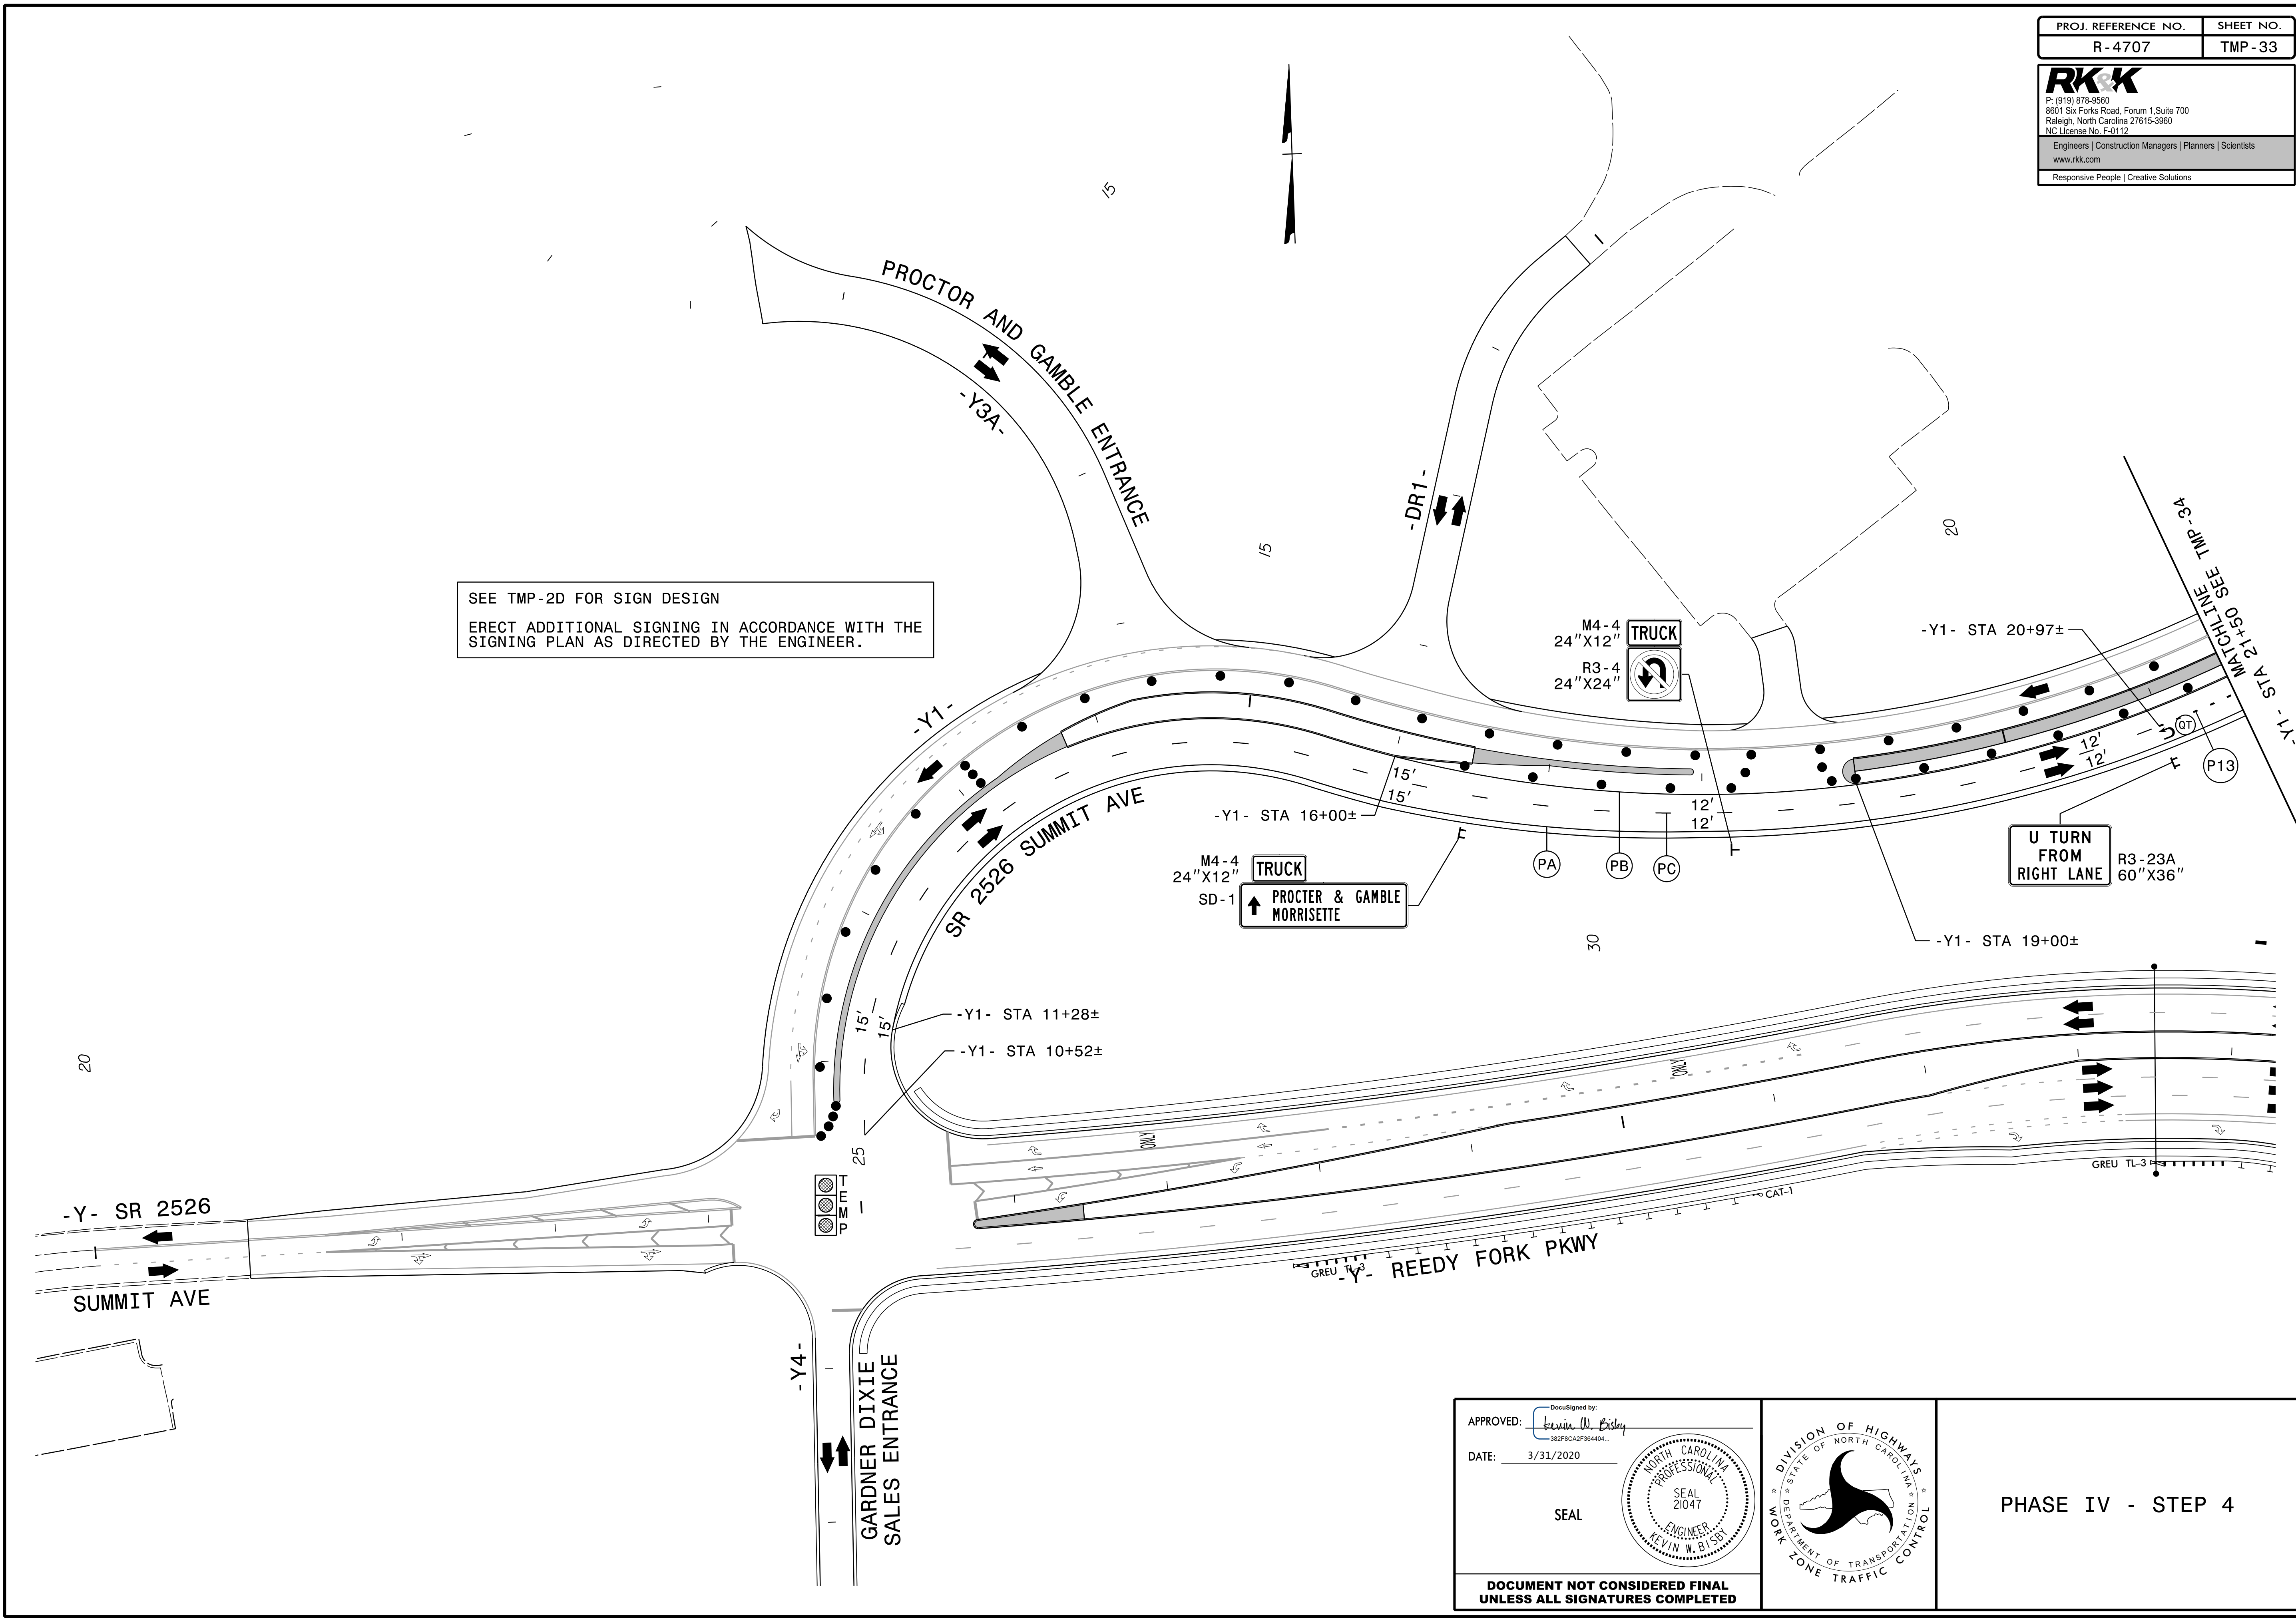 PROJ. REFERENCE NO.
SHEET NO.
R-4707
TMP-33
RK&K
P: (919) 878-9560
8601 Six Forks Road, Forum 1,Suite 700
Raleigh, North Carolina 27615-3960
NC License No. F-0112
Engineers | Construction Managers | Planners | Scientists
www.rkk.com
Responsive People | Creative Solutions
15
PROCTOR AND GAMBLE ENTRANCE
-Y3A-
-DR1-
15
20
SEE TMP-2D FOR SIGN DESIGN
ERECT ADDITIONAL SIGNING IN ACCORDANCE WITH THE
SIGNING PLAN AS DIRECTED BY THE ENGINEER.
M4-4
24"X12"
TRUCK
R3-4
24"X24"
-Y1- STA 20+97±
MATCHLINE SEE TMP-34
-Y1- STA 21+50
-Y1-
QT
P13
12'
12'
15'
15'
12'
12'
-Y1- STA 16+00±
SR 2526 SUMMIT AVE
M4-4
24"X12"
TRUCK
SD-1
PROCTER & GAMBLE
MORRISETTE
PA
PB
PC
U TURN
FROM
RIGHT LANE
R3-23A
60"X36"
-Y1- STA 19+00±
30
15'
15'
-Y1- STA 11+28±
-Y1- STA 10+52±
20
25
ONLY
ONLY
TEMP
-Y- SR 2526
SUMMIT AVE
GREU TL-3
CAT-1
GREU TL-3
-Y- REEDY FORK PKWY
-Y4-
GARDNER DIXIE
SALES ENTRANCE
APPROVED:
DocuSigned by:
Kevin W. Bisby
382F8CA2F364404...
DATE:
3/31/2020
SEAL
NORTH CAROLINA
PROFESSIONAL
SEAL
21047
ENGINEER
KEVIN W. BISBY
DOCUMENT NOT CONSIDERED FINAL
UNLESS ALL SIGNATURES COMPLETED
DIVISION OF HIGHWAYS
STATE OF NORTH CAROLINA
DEPARTMENT OF TRANSPORTATION
WORK ZONE TRAFFIC CONTROL
PHASE IV - STEP 4